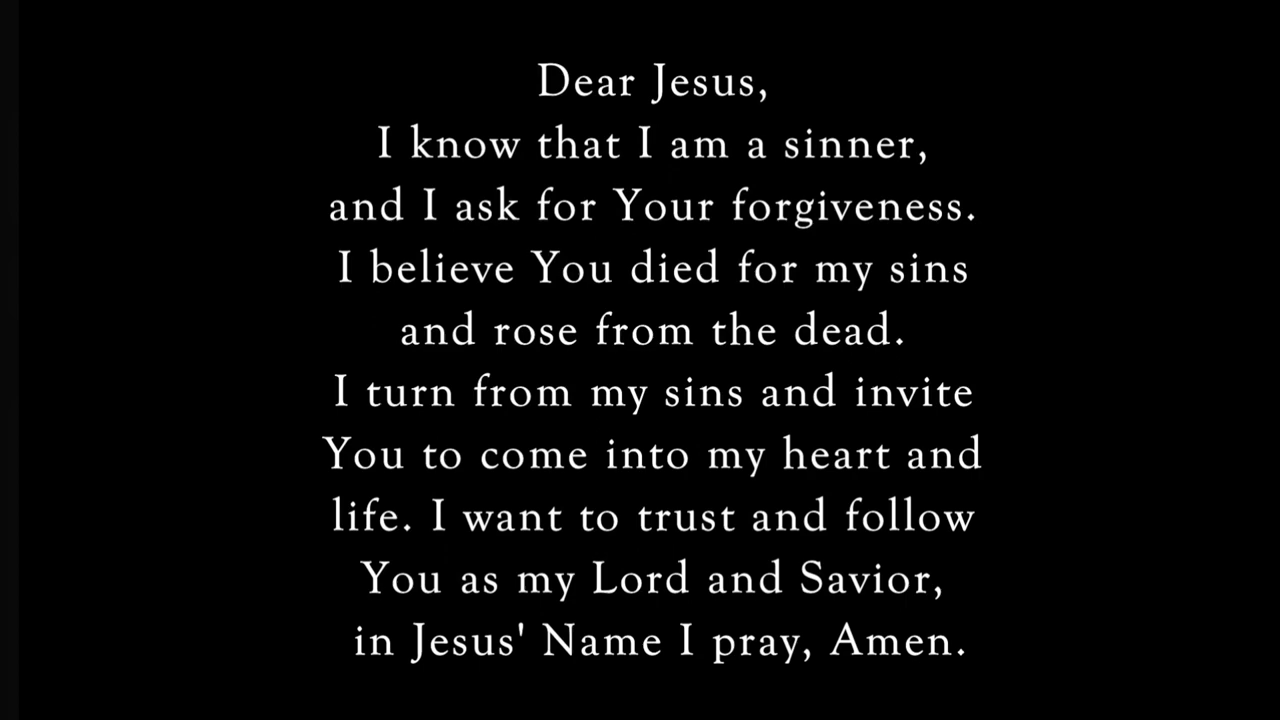 Dear Jesus,
I know that I am a sinner,
and I ask for Your forgiveness.
I believe You died for my sins
and rose from the dead.
I turn from my sins and invite
You to come into my heart and
life. I want to trust and follow
You as my Lord and Savior,
in Jesus' Name I pray, Amen.